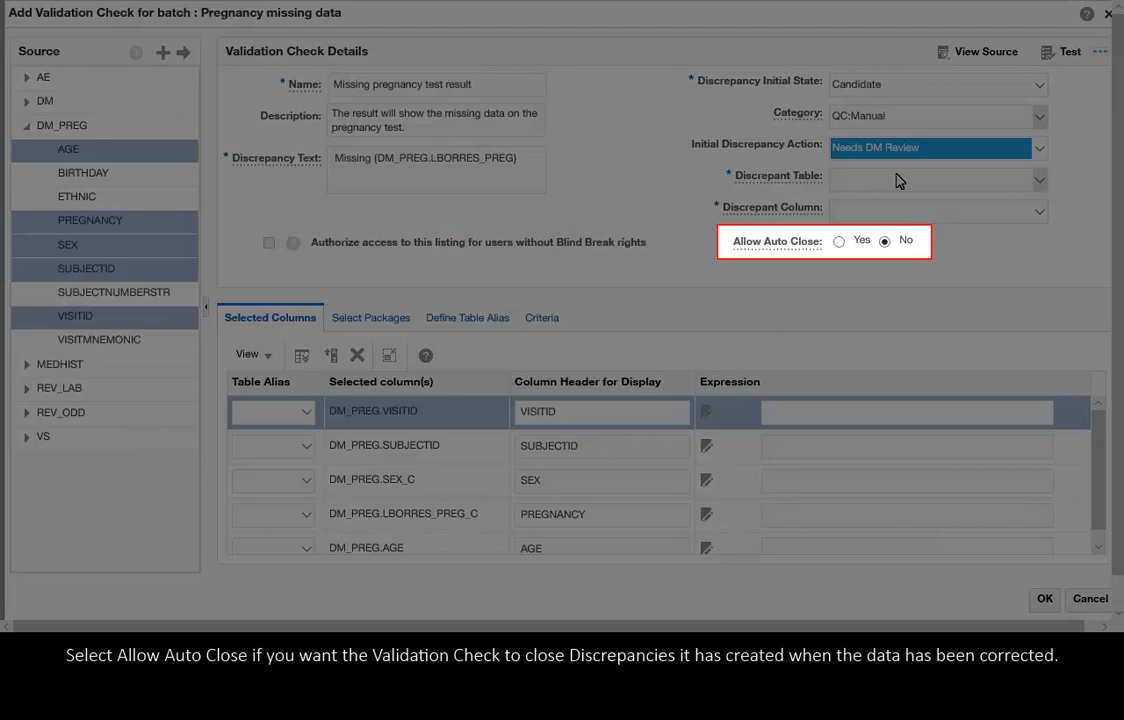 Add Validation Check for batch : Pregnancy missing data
Source
AE
DM
DM_PREG
AGE
BIRTHDAY
ETHNIC
PREGNANCY
SEX
SUBJECTID
SUBJECTNUMBERSTR
VISITID
VISITMNEMONIC
MEDHIST
REV_LAB
REV_ODD
VS
Validation Check Details
View Source
Test
* Name: Missing pregnancy test result
Description: The result will show the missing data on the
pregnancy test.
* Discrepancy Text: Missing {DM_PREG.LBORRES_PREG}
Authorize access to this listing for users without Blind Break rights
* Discrepancy Initial State: Candidate
Category: QC:Manual
Initial Discrepancy Action: Needs DM Review
* Discrepant Table:
* Discrepant Column:
Allow Auto Close: Yes No
Selected Columns Select Packages Define Table Alias Criteria
View
Table Alias Selected column(s) Column Header for Display Expression
DM_PREG.VISITID VISITID
DM_PREG.SUBJECTID SUBJECTID
DM_PREG.SEX_C SEX
DM_PREG.LBORRES_PREG_C PREGNANCY
DM_PREG.AGE AGE
OK Cancel
Select Allow Auto Close if you want the Validation Check to close Discrepancies it has created when the data has been corrected.